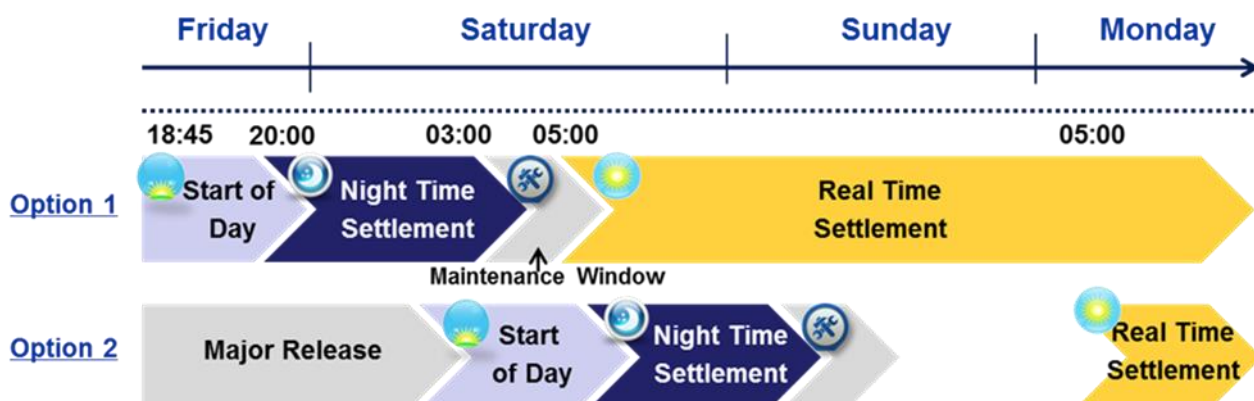 Friday Saturday Sunday Monday
18:45 20:00 03:00 05:00 05:00
Option 1
Start of
Day
Night Time
Settlement
Real Time
Settlement
Maintenance Window
Option 2
Major Release
Start
of Day
Night Time
Settlement
Real Time
Settlement